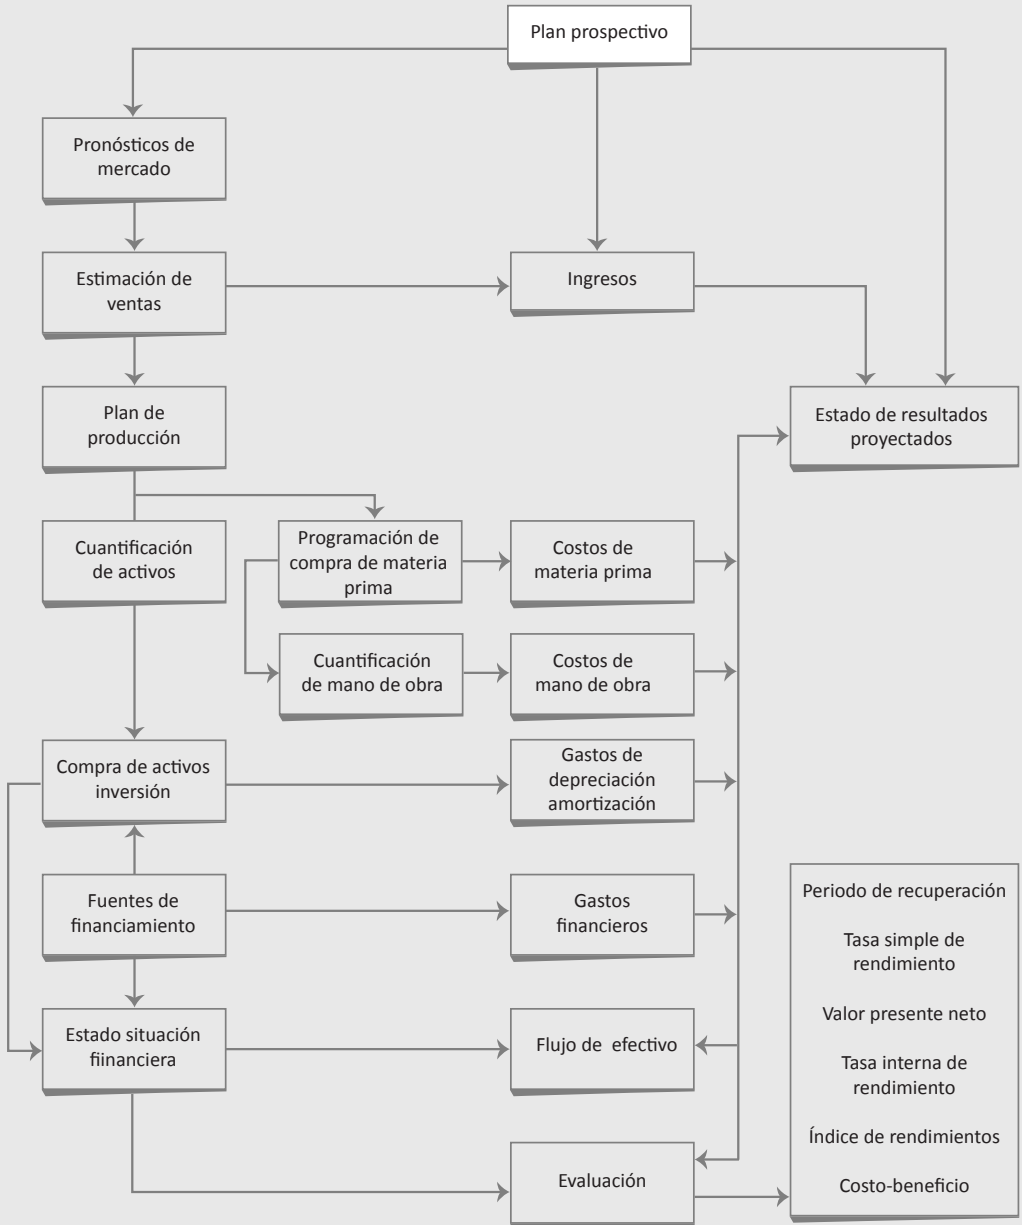 Plan prospectivo
Pronósticos de
mercado
Estimación de
ventas
Ingresos
Plan de
producción
Estado de resultados
proyectados
Cuantificación
de activos
Programación de
compra de materia
prima
Costos de
materia prima
Cuantificación
de mano de obra
Costos de
mano de obra
Compra de activos
inversión
Gastos de
depreciación
amortización
Fuentes de
financiamiento
Gastos
financieros
Estado situación
fiinanciera
Flujo de efectivo
Evaluación
Periodo de recuperación
Tasa simple de
rendimiento
Valor presente neto
Tasa interna de
rendimiento
Índice de rendimientos
Costo-beneficio